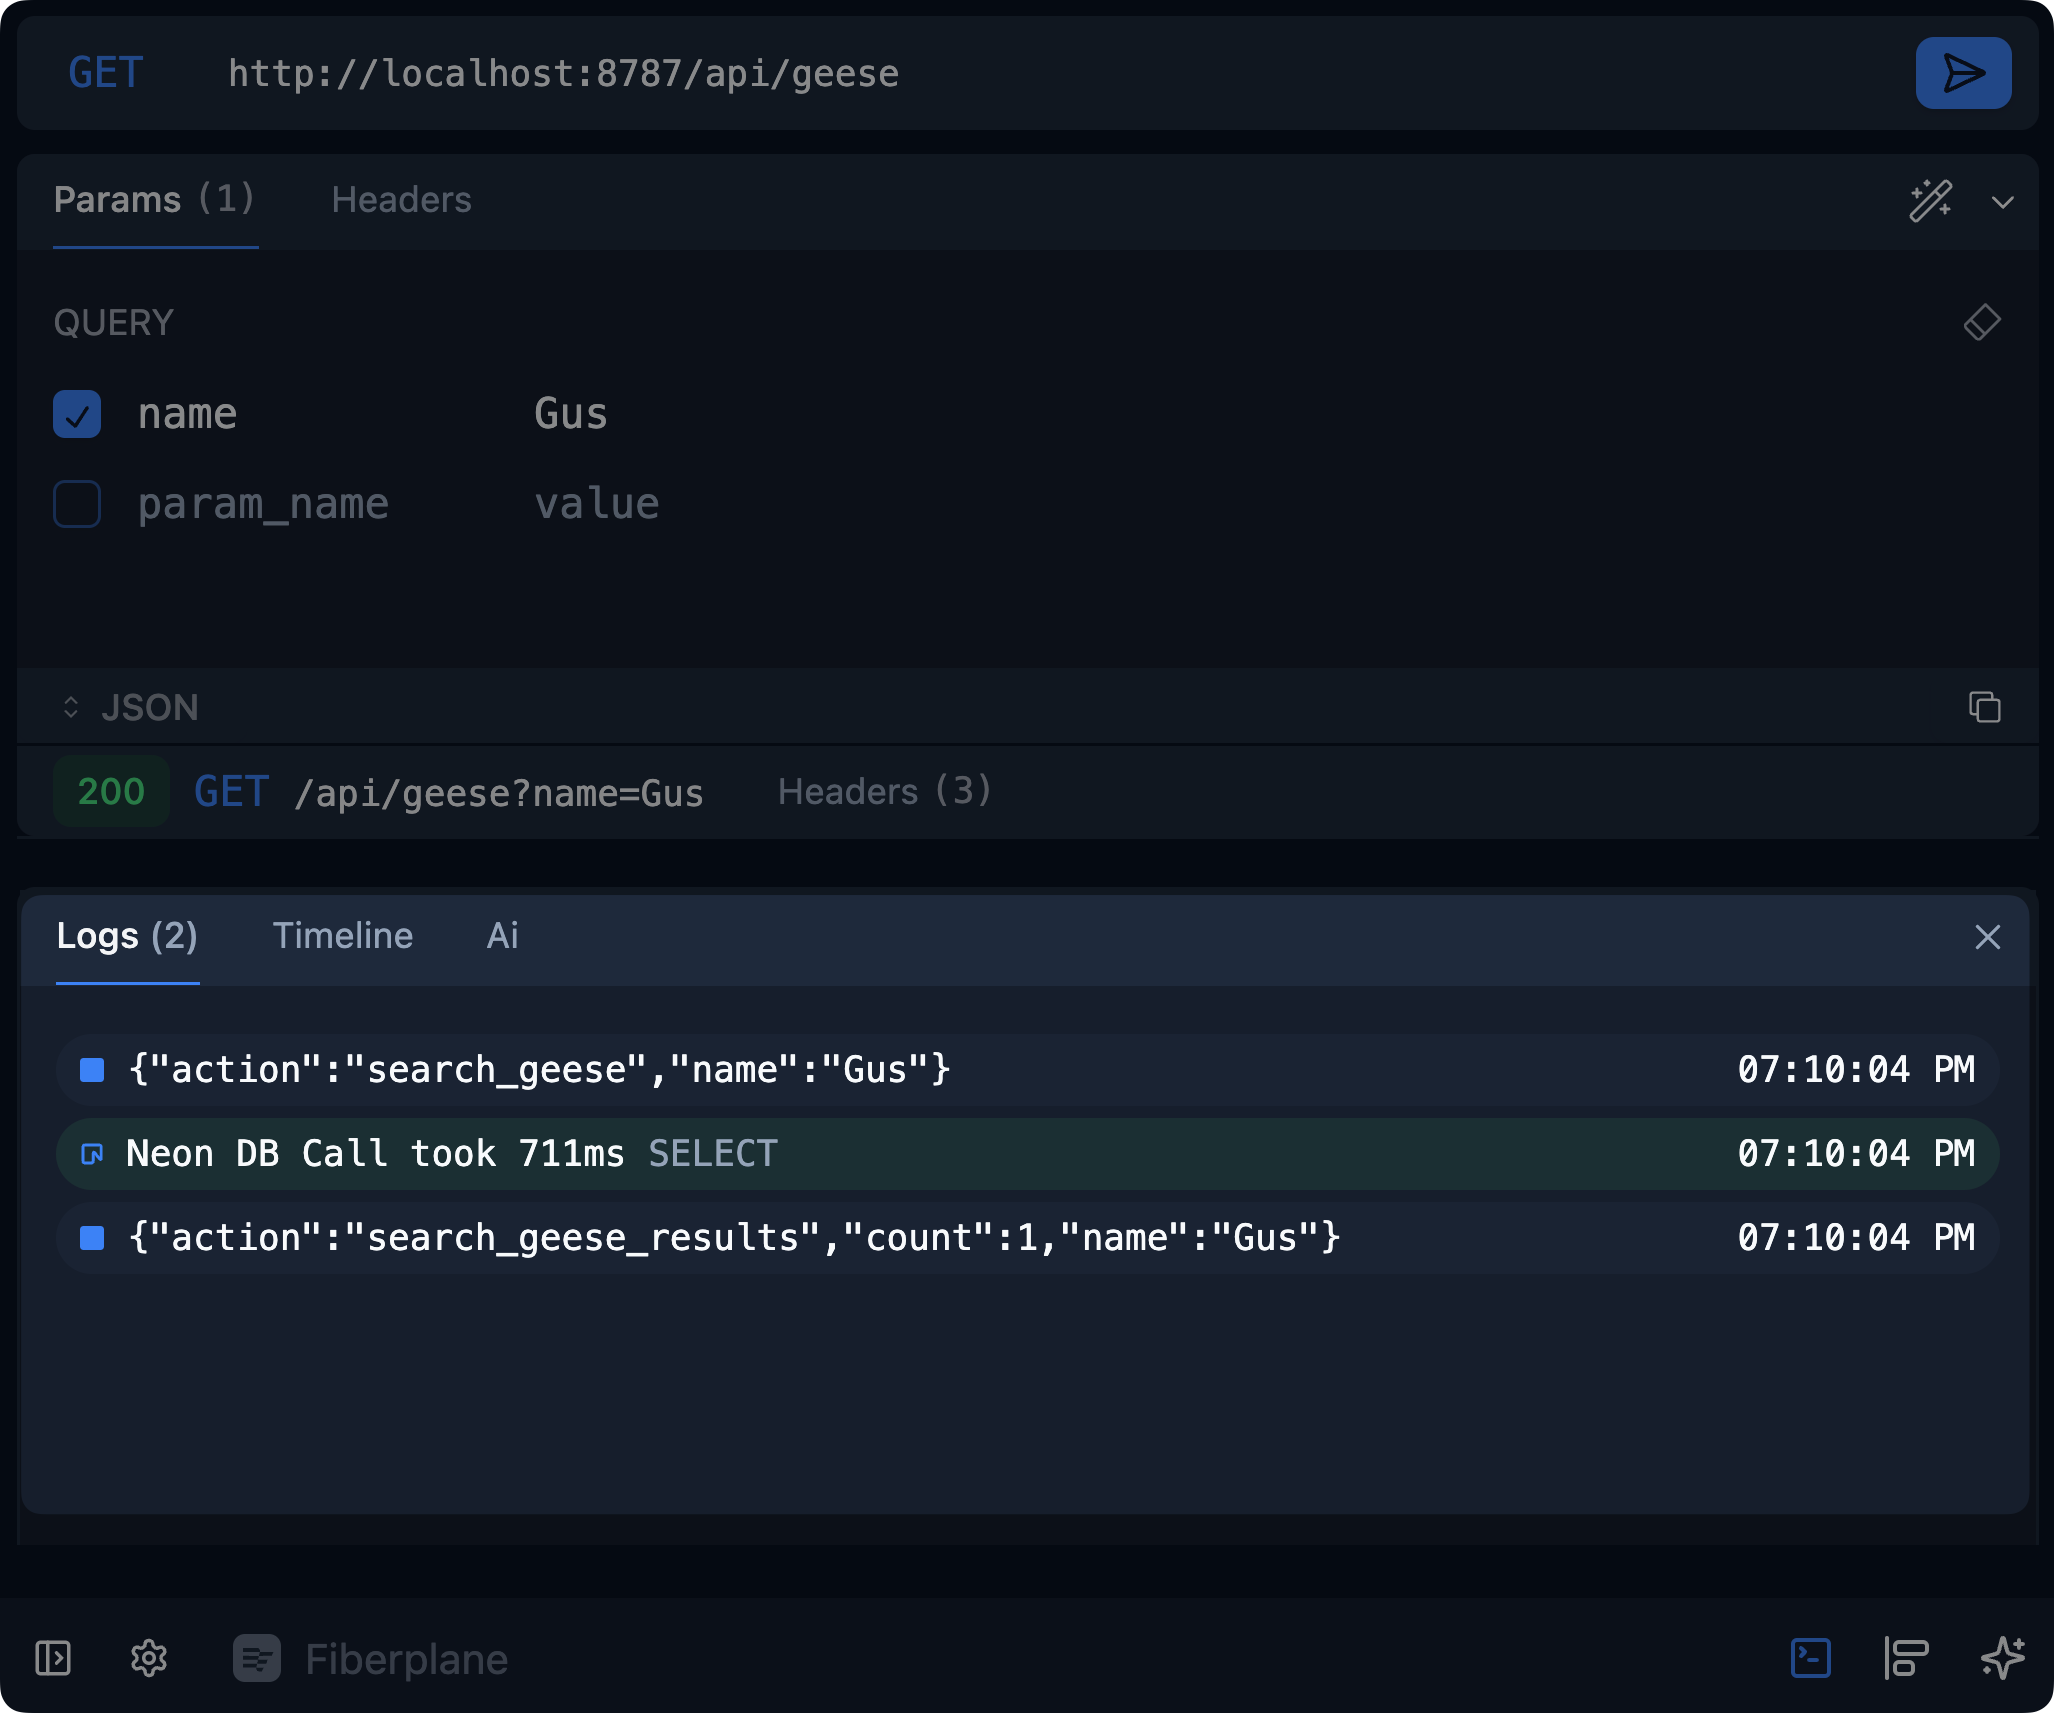 GET http://localhost:8787/api/geese
Params (1) Headers
QUERY
name Gus
param_name value
JSON
200 GET /api/geese?name=Gus Headers (3)
Logs (2) Timeline Ai
{"action":"search_geese","name":"Gus"} 07:10:04 PM
Neon DB Call took 711ms SELECT 07:10:04 PM
{"action":"search_geese_results","count":1,"name":"Gus"} 07:10:04 PM
Fiberplane